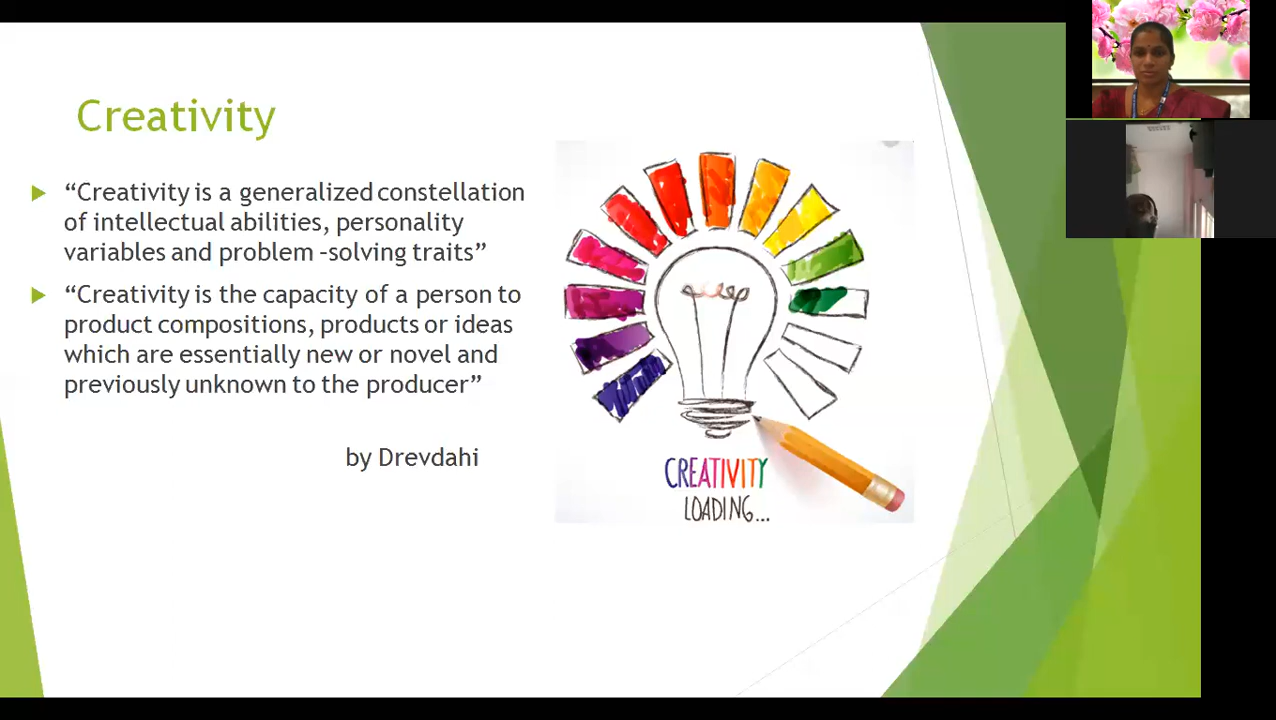 Creativity
“Creativity is a generalized constellation
of intellectual abilities, personality
variables and problem –solving traits”
“Creativity is the capacity of a person to
product compositions, products or ideas
which are essentially new or novel and
previously unknown to the producer”
by Drevdahi
CREATIVITY
LOADING...